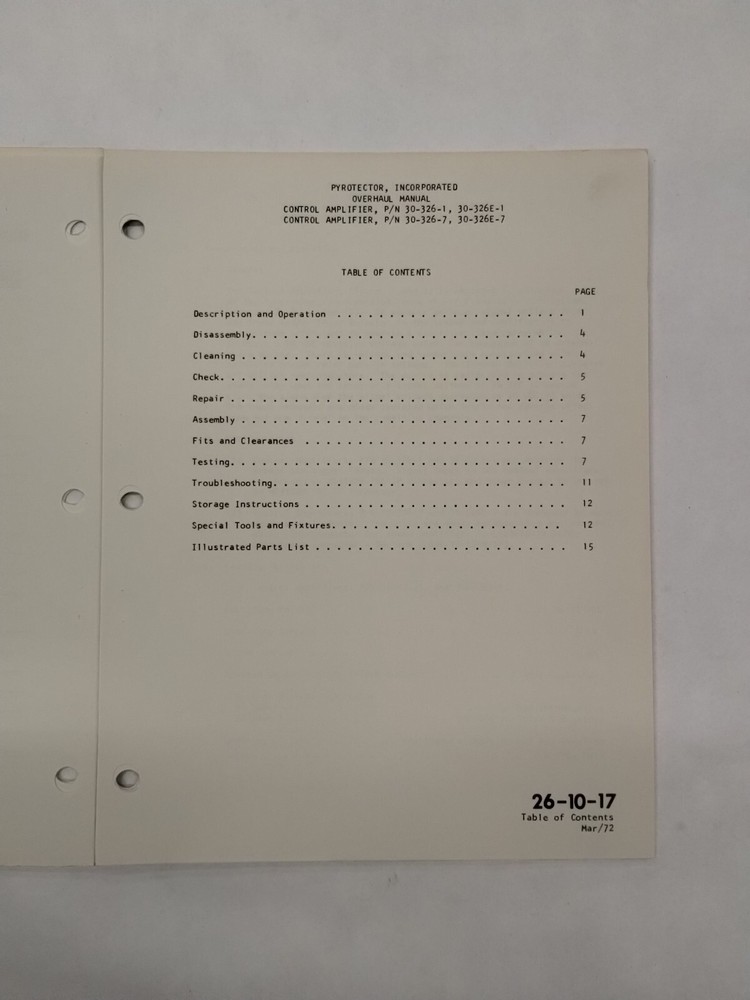 PYROTECTOR, INCORPORATED
OVERHAUL MANUAL
CONTROL AMPLIFIER, P/N 30-326-1, 30-326E-1
CONTROL AMPLIFIER, P/N 30-326-7, 30-326E-7
TABLE OF CONTENTS
PAGE
Description and Operation . . . . . . . . . . . . . . . . . . . . . . 1
Disassembly. . . . . . . . . . . . . . . . . . . . . . . . . . . . . . 4
Cleaning . . . . . . . . . . . . . . . . . . . . . . . . . . . . . . . 4
Check. . . . . . . . . . . . . . . . . . . . . . . . . . . . . . . . . 5
Repair . . . . . . . . . . . . . . . . . . . . . . . . . . . . . . . . 5
Assembly . . . . . . . . . . . . . . . . . . . . . . . . . . . . . . . 7
Fits and Clearances . . . . . . . . . . . . . . . . . . . . . . . . . 7
Testing. . . . . . . . . . . . . . . . . . . . . . . . . . . . . . . . 7
Troubleshooting. . . . . . . . . . . . . . . . . . . . . . . . . . . . 11
Storage Instructions . . . . . . . . . . . . . . . . . . . . . . . . . 12
Special Tools and Fixtures. . . . . . . . . . . . . . . . . . . . . . 12
Illustrated Parts List . . . . . . . . . . . . . . . . . . . . . . . . 15
26-10-17
Table of Contents
Mar/72